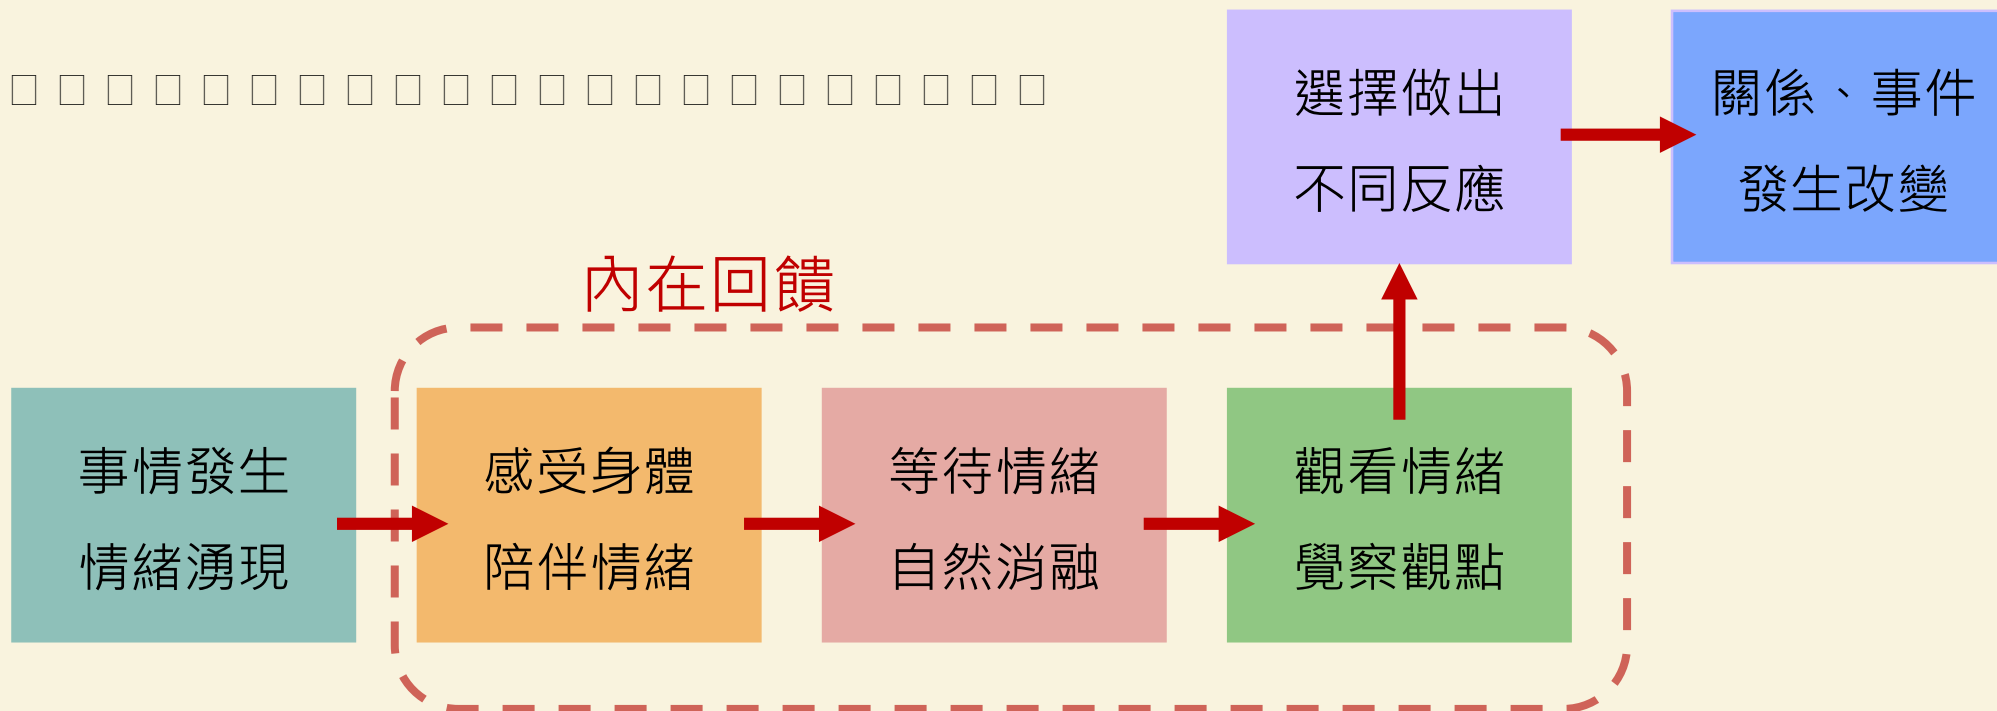 選擇做出
不同反應
關係、事件
發生改變
內在回饋
事情發生
情緒湧現
感受身體
陪伴情緒
等待情緒
自然消融
觀看情緒
覺察觀點